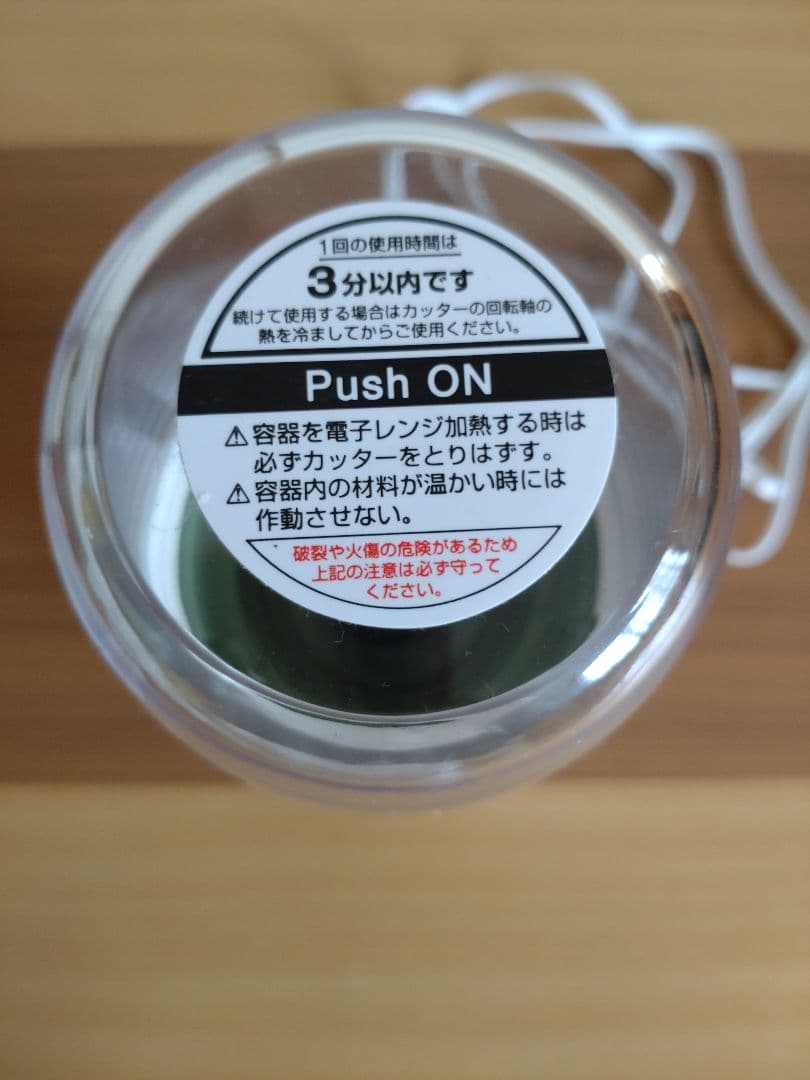 1回の使用時間は
3分以内です
続けて使用する場合はカッターの回転軸の
熱を冷ましてからご使用ください。
Push ON
⚠容器を電子レンジ加熱する時は
必ずカッターをとりはずす。
⚠容器内の材料が温かい時には
作動させない。
破裂や火傷の危険があるため
上記の注意は必ず守って
ください。